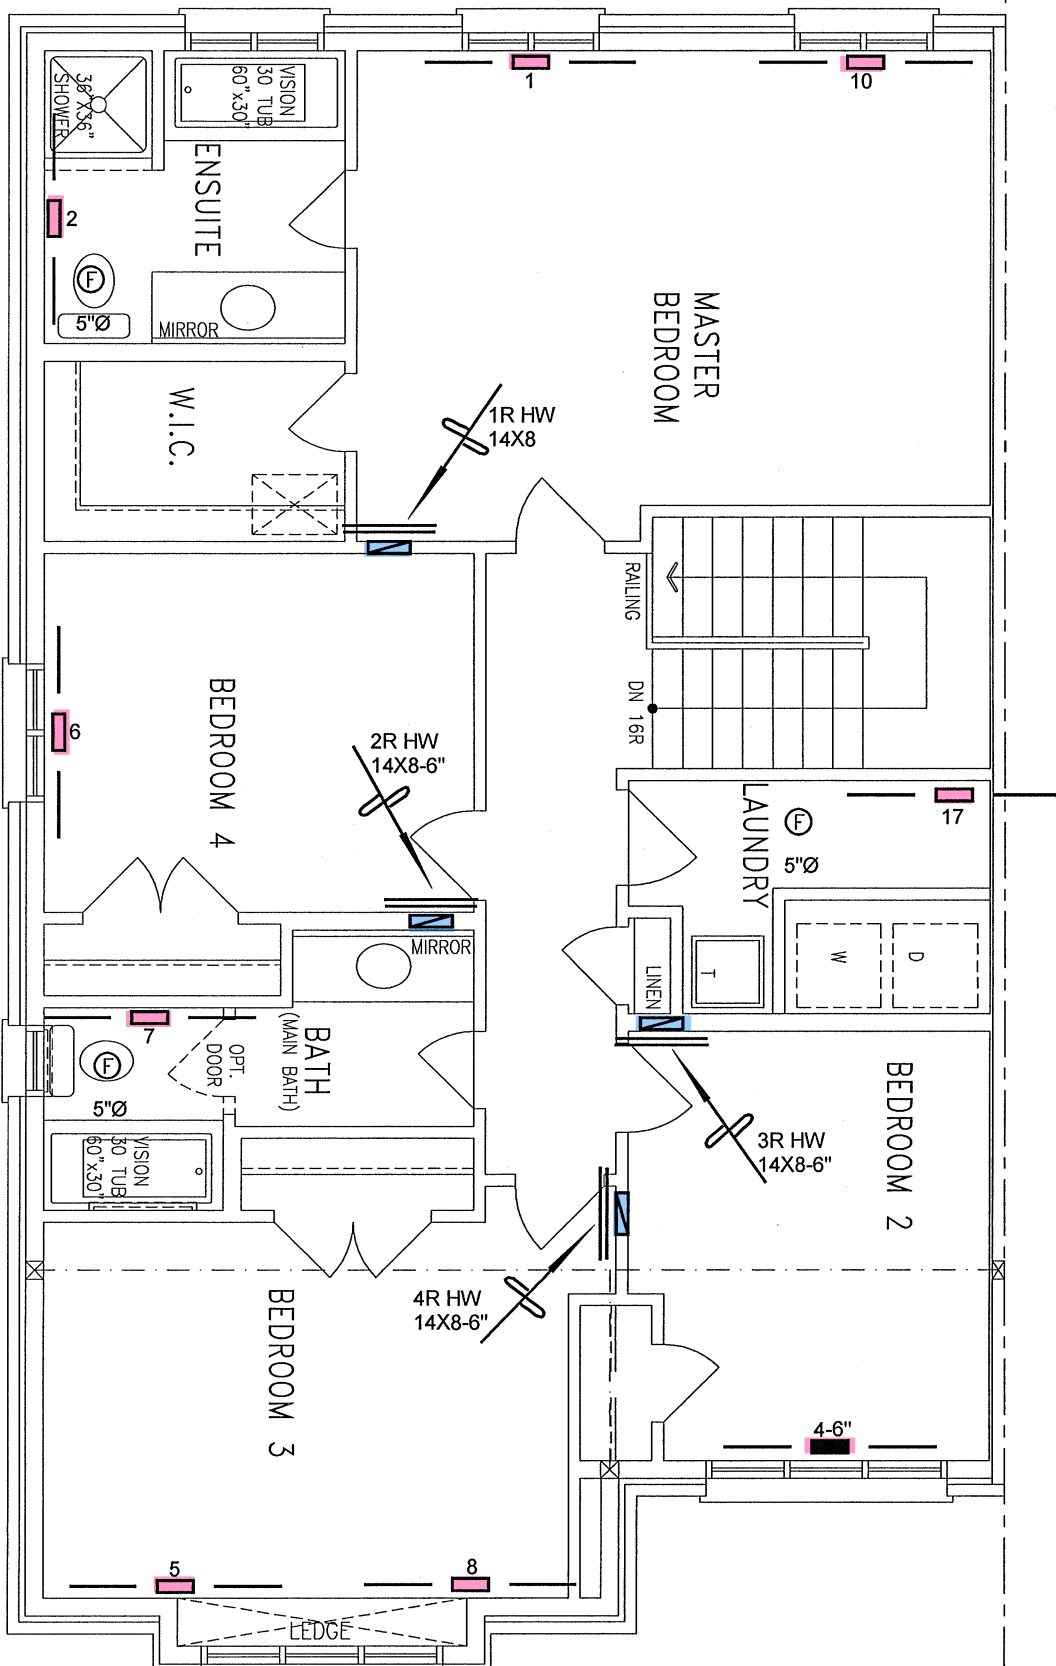 1
10
36"X36"
SHOWER
VISION
30 TUB
60"x30"
ENSUITE
2
F
5"Ø
MIRROR
MASTER
BEDROOM
W.I.C.
1R HW
14X8
RAILING
DN 16R
BEDROOM 4
6
2R HW
14X8-6"
MIRROR
LAUNDRY
F
5"Ø
17
W
D
T
LINEN
7
OPT.
DOOR
BATH
(MAIN BATH)
F
5"Ø
VISION
30 TUB
60"x30"
BEDROOM 2
3R HW
14X8-6"
4R HW
14X8-6"
BEDROOM 3
4-6"
5
8
LEDGE